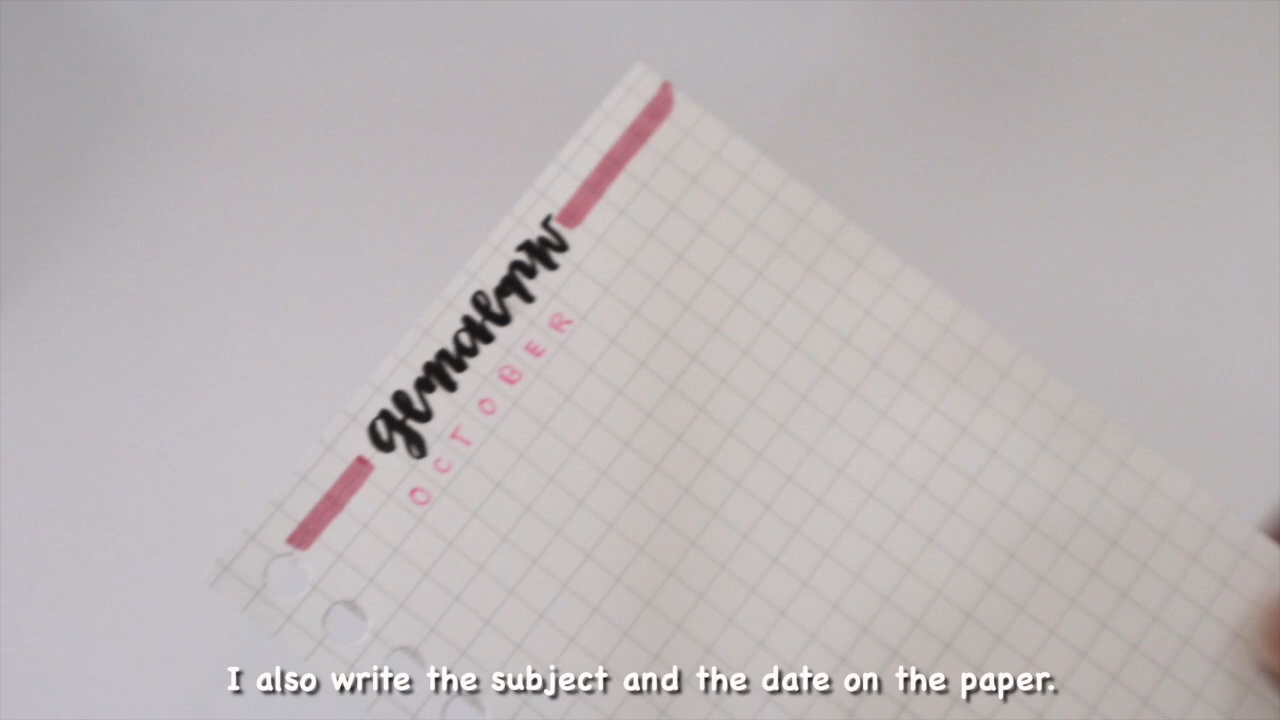 OCTOBER
I also write the subject and the date on the paper.